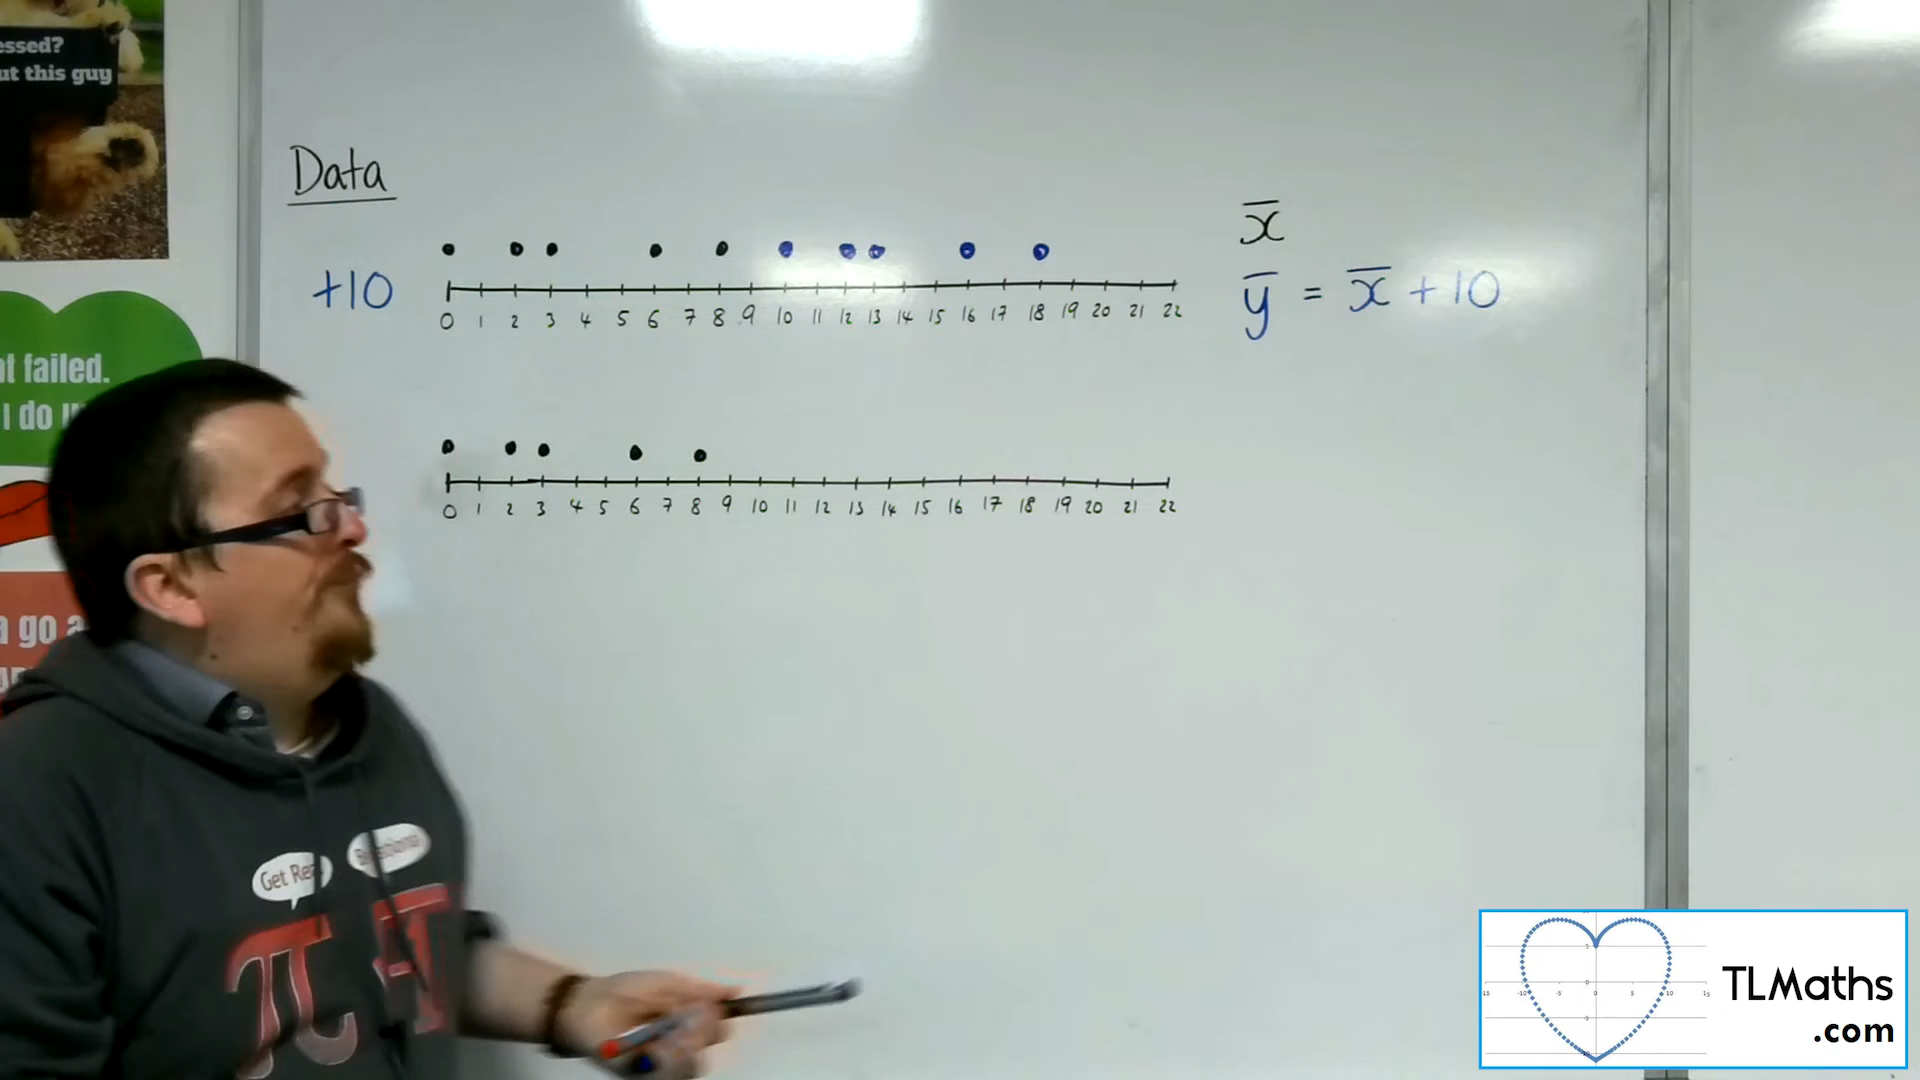 essed?
ut this guy
Data
+10
0 1 2 3 4 5 6 7 8 9 10 11 12 13 14 15 16 17 18 19 20 21 22
x̄
ȳ = x̄ + 10
t failed.
I do
0 1 2 3 4 5 6 7 8 9 10 11 12 13 14 15 16 17 18 19 20 21 22
go a
Get Rea
π
TLMaths
.com